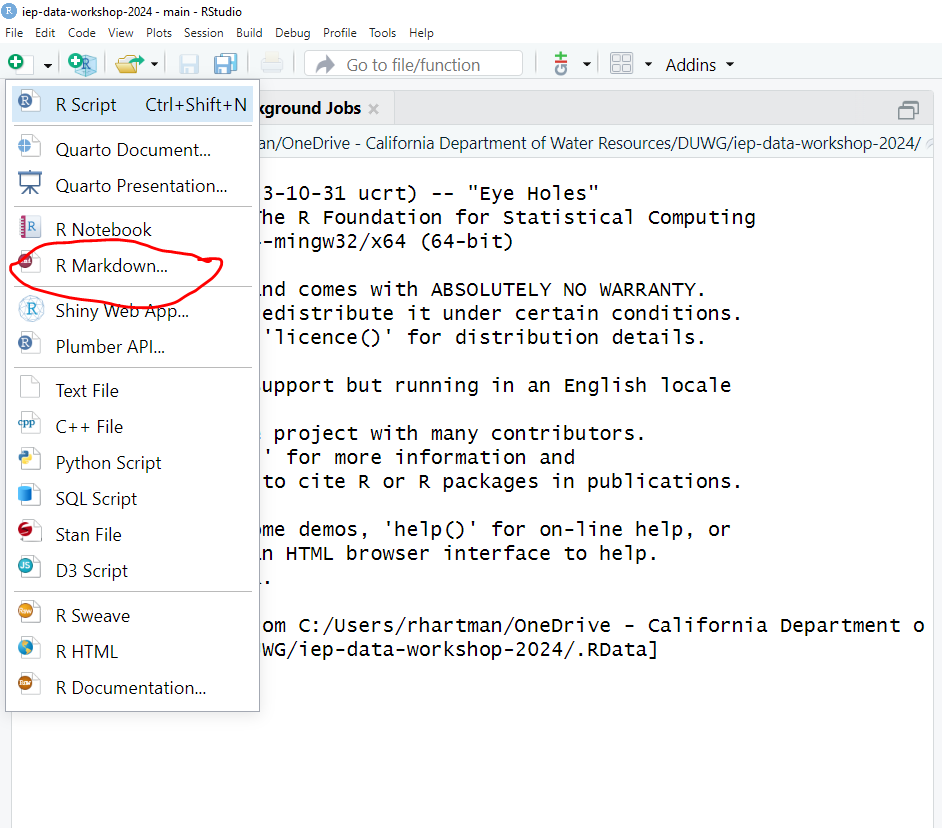 iep-data-workshop-2024 - main - RStudio
File Edit Code View Plots Session Build Debug Profile Tools Help
Go to file/function Addins
R Script Ctrl+Shift+N
Quarto Document...
Quarto Presentation...
R Notebook
R Markdown...
Shiny Web App...
Plumber API...
Text File
C++ File
Python Script
SQL Script
Stan File
D3 Script
R Sweave
R HTML
R Documentation...
kground Jobs
an/OneDrive - California Department of Water Resources/DUWG/iep-data-workshop-2024/
3-10-31 ucrt) -- "Eye Holes"
he R Foundation for Statistical Computing
-mingw32/x64 (64-bit)
nd comes with ABSOLUTELY NO WARRANTY.
edistribute it under certain conditions.
'licence()' for distribution details.
upport but running in an English locale
project with many contributors.
' for more information and
to cite R or R packages in publications.
me demos, 'help()' for on-line help, or
n HTML browser interface to help.
.
om C:/Users/rhartman/OneDrive - California Department o
WG/iep-data-workshop-2024/.RData]